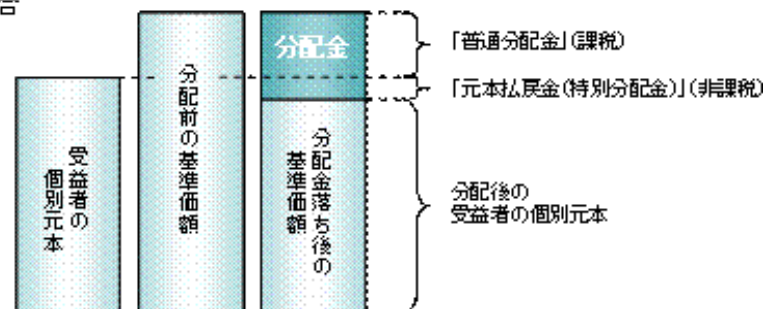 分配金
「普通分配金」(課税)
「元本払戻金(特別分配金)」(非課税)
受益者の
個別元本
分配前の基準価額
分配金落ち後の
基準価額
分配後の
受益者の個別元本